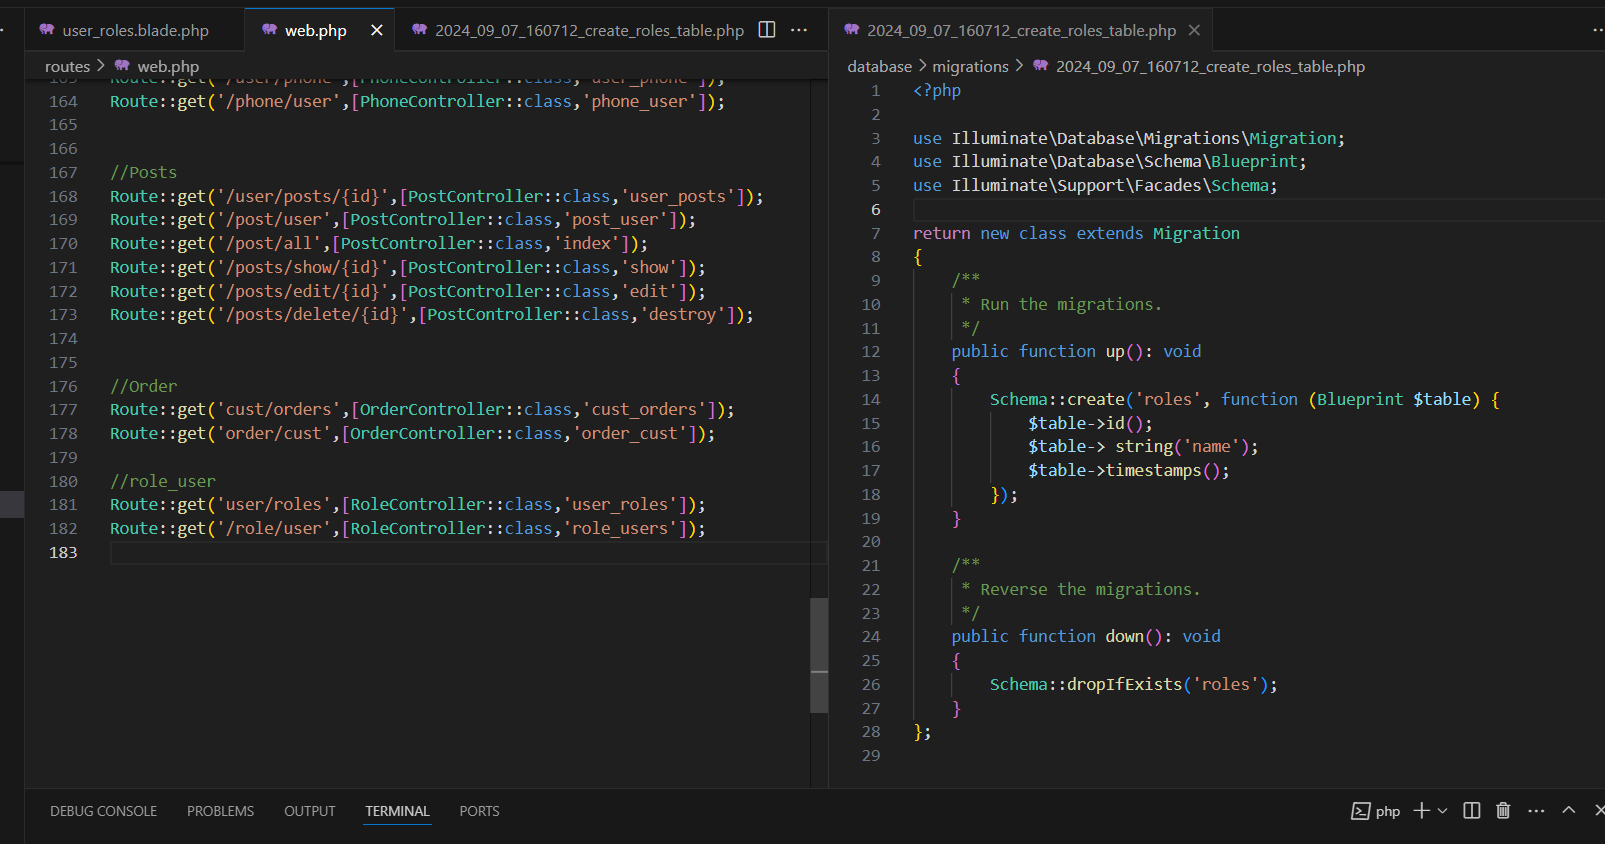 user_roles.blade.php
web.php
2024_09_07_160712_create_roles_table.php
routes > web.php
163 Route::get('/user/phone',[PhoneController::class,'user_phone']);
164 Route::get('/phone/user',[PhoneController::class,'phone_user']);
165
166
167 //Posts
168 Route::get('/user/posts/{id}',[PostController::class,'user_posts']);
169 Route::get('/post/user',[PostController::class,'post_user']);
170 Route::get('/post/all',[PostController::class,'index']);
171 Route::get('/posts/show/{id}',[PostController::class,'show']);
172 Route::get('/posts/edit/{id}',[PostController::class,'edit']);
173 Route::get('/posts/delete/{id}',[PostController::class,'destroy']);
174
175
176 //Order
177 Route::get('cust/orders',[OrderController::class,'cust_orders']);
178 Route::get('order/cust',[OrderController::class,'order_cust']);
179
180 //role_user
181 Route::get('user/roles',[RoleController::class,'user_roles']);
182 Route::get('/role/user',[RoleController::class,'role_users']);
183
2024_09_07_160712_create_roles_table.php
database > migrations > 2024_09_07_160712_create_roles_table.php
1 <?php
2
3 use Illuminate\Database\Migrations\Migration;
4 use Illuminate\Database\Schema\Blueprint;
5 use Illuminate\Support\Facades\Schema;
6
7 return new class extends Migration
8 {
9 /**
10 * Run the migrations.
11 */
12 public function up(): void
13 {
14 Schema::create('roles', function (Blueprint $table) {
15 $table->id();
16 $table-> string('name');
17 $table->timestamps();
18 });
19 }
20
21 /**
22 * Reverse the migrations.
23 */
24 public function down(): void
25 {
26 Schema::dropIfExists('roles');
27 }
28 };
29
DEBUG CONSOLE PROBLEMS OUTPUT TERMINAL PORTS
php